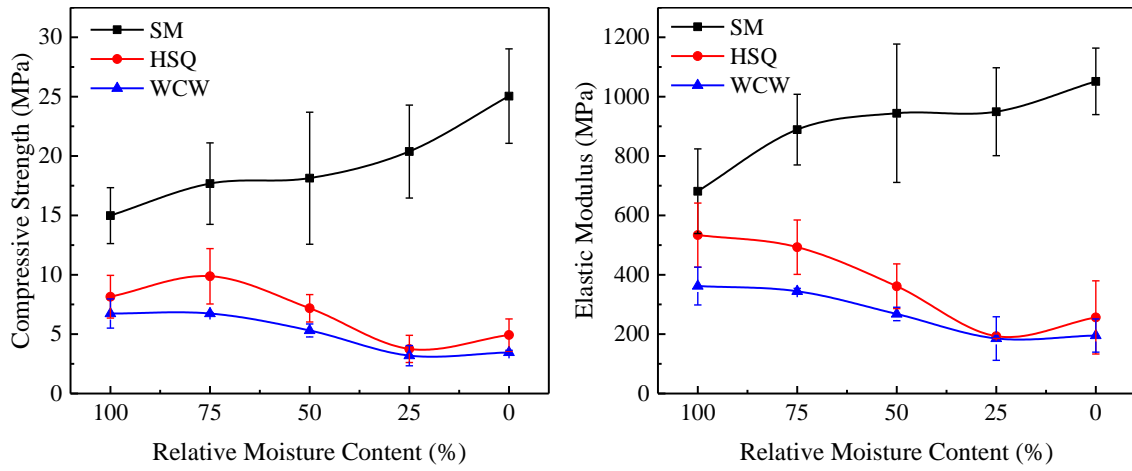 SM
HSQ
WCW
30
25
20
15
10
5
0
Compressive Strength (MPa)
100 75 50 25 0
Relative Moisture Content (%)
SM
HSQ
WCW
1200
1000
800
600
400
200
0
Elastic Modulus (MPa)
100 75 50 25 0
Relative Moisture Content (%)